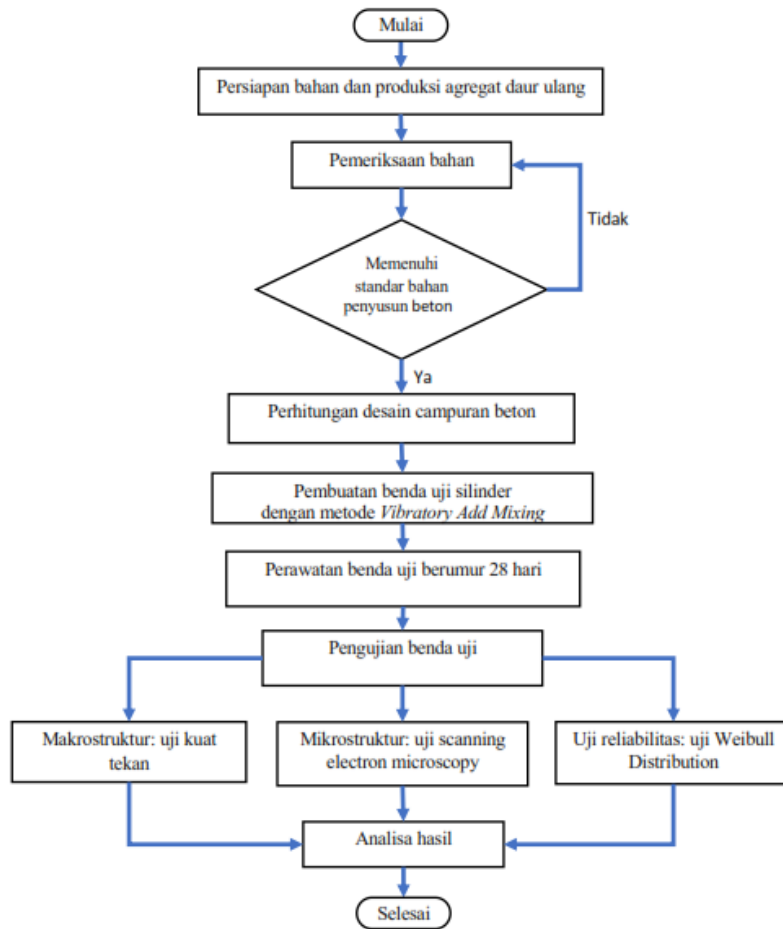 Mulai
Persiapan bahan dan produksi agregat daur ulang
Pemeriksaan bahan
Tidak
Memenuhi
standar bahan
penyusun beton
Ya
Perhitungan desain campuran beton
Pembuatan benda uji silinder
dengan metode Vibratory Add Mixing
Perawatan benda uji berumur 28 hari
Pengujian benda uji
Makrostruktur: uji kuat
tekan
Mikrostruktur: uji scanning
electron microscopy
Uji reliabilitas: uji Weibull
Distribution
Analisa hasil
Selesai